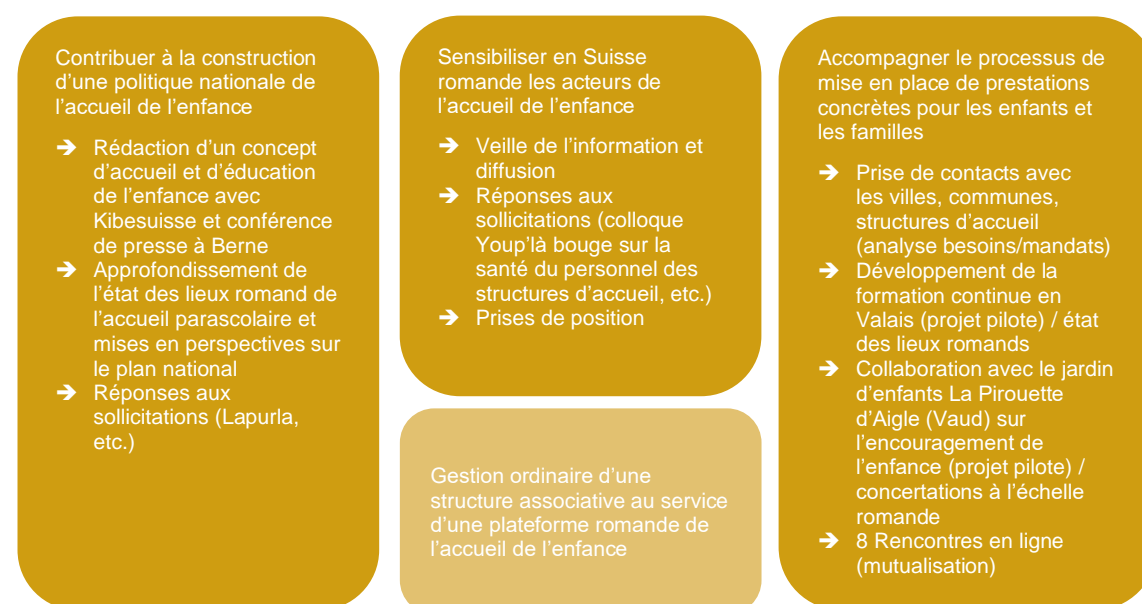 Contribuer à la construction
d’une politique nationale de
l’accueil de l’enfance
➔ Rédaction d’un concept
d’accueil et d’éducation
de l’enfance avec
Kibesuisse et conférence
de presse à Berne
➔ Approfondissement de
l’état des lieux romand de
l’accueil parascolaire et
mises en perspectives sur
le plan national
➔ Réponses aux
sollicitations (Lapurla,
etc.)
Sensibiliser en Suisse
romande les acteurs de
l’accueil de l’enfance
➔ Veille de l’information et
diffusion
➔ Réponses aux
sollicitations (colloque
Youp’là bouge sur la
santé du personnel des
structures d’accueil, etc.)
➔ Prises de position
Gestion ordinaire d’une
structure associative au service
d’une plateforme romande de
l’accueil de l’enfance
Accompagner le processus de
mise en place de prestations
concrètes pour les enfants et
les familles
➔ Prise de contacts avec
les villes, communes,
structures d’accueil
(analyse besoins/mandats)
➔ Développement de la
formation continue en
Valais (projet pilote) / état
des lieux romands
➔ Collaboration avec le jardin
d’enfants La Pirouette
d’Aigle (Vaud) sur
l’encouragement de
l’enfance (projet pilote) /
concertations à l’échelle
romande
➔ 8 Rencontres en ligne
(mutualisation)